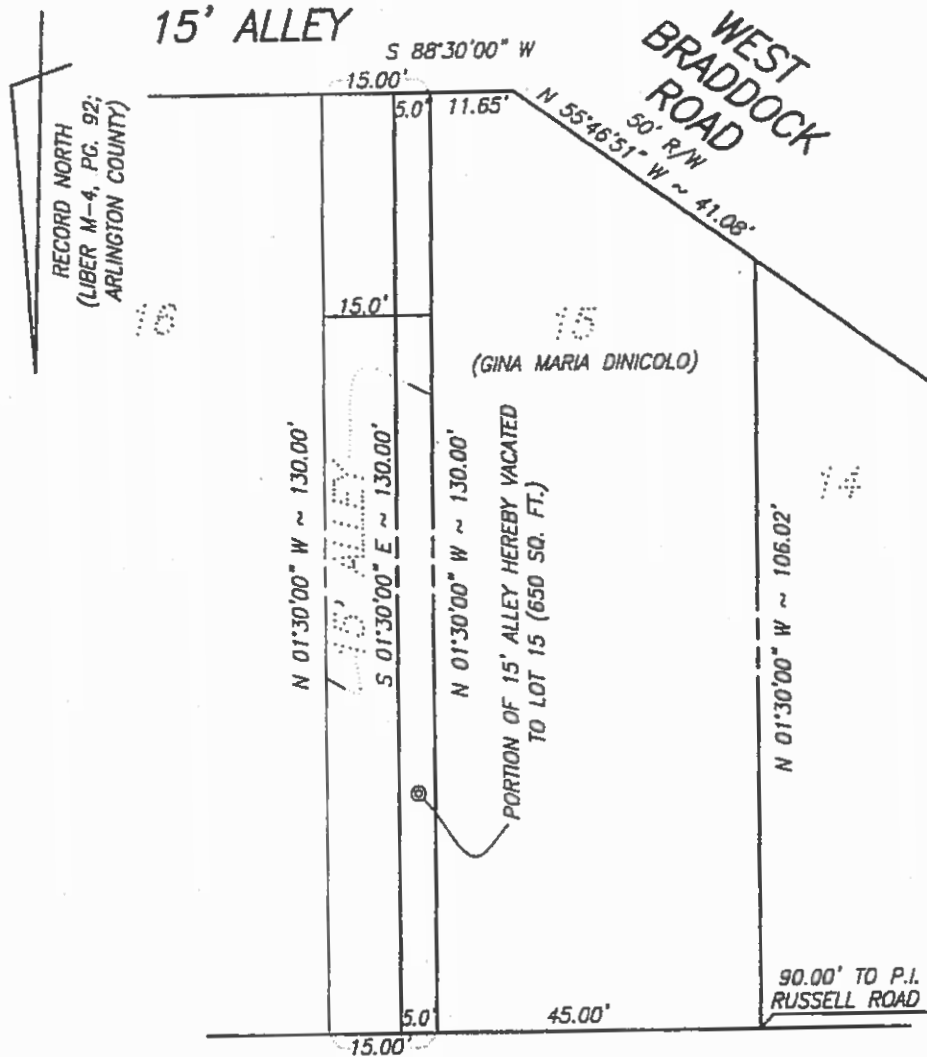 15' ALLEY
S 88°30'00" W
15.00'
5.0'
11.65'
WEST
BRADDOCK
ROAD
50' R/W
N 55°46'51" W ~ 41.08'
RECORD NORTH
(LIBER M-4, PG. 92;
ARLINGTON COUNTY)
16
15.0'
15
(GINA MARIA DINICOLO)
14
N 01°30'00" W ~ 130.00'
15' ALLEY
S 01°30'00" E ~ 130.00'
N 01°30'00" W ~ 130.00'
PORTION OF 15' ALLEY HEREBY VACATED
TO LOT 15 (650 SQ. FT.)
N 01°30'00" W ~ 106.02'
90.00' TO P.I.
RUSSELL ROAD
5.0'
45.00'
15.00'